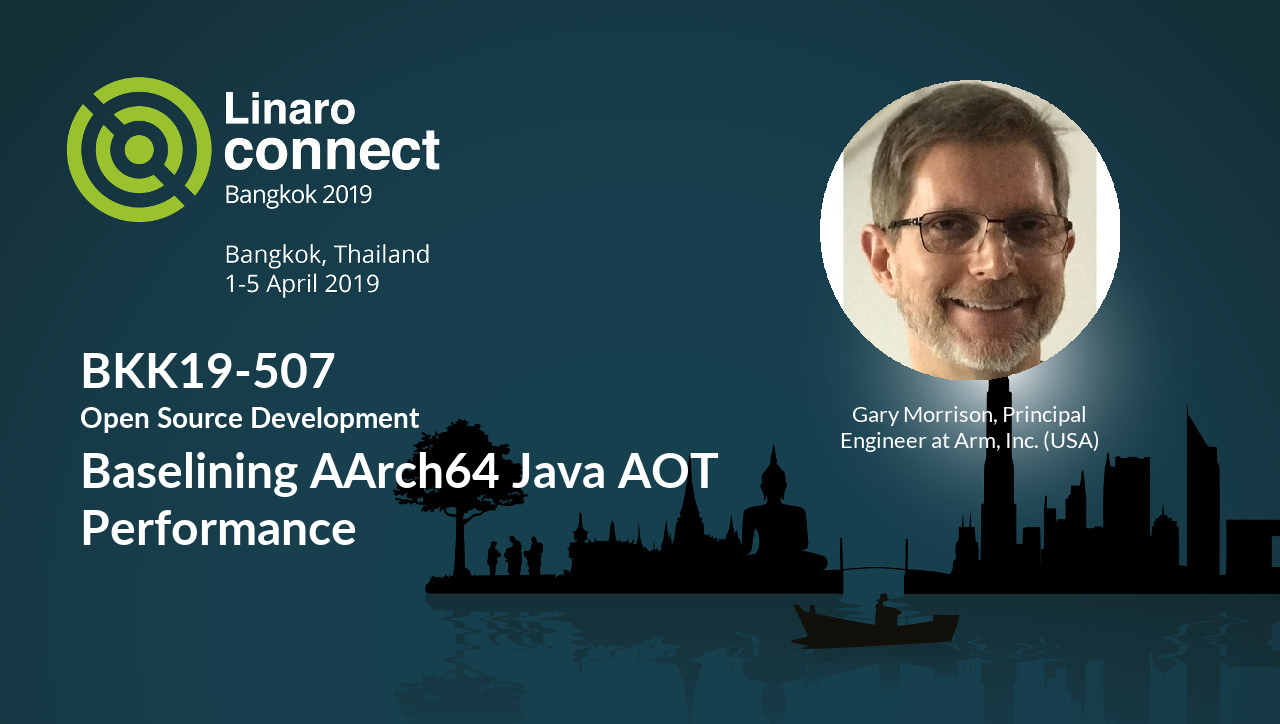 Linaro
connect
Bangkok 2019
Bangkok, Thailand
1-5 April 2019
BKK19-507
Open Source Development
Baselining AArch64 Java AOT
Performance
Gary Morrison, Principal
Engineer at Arm, Inc. (USA)